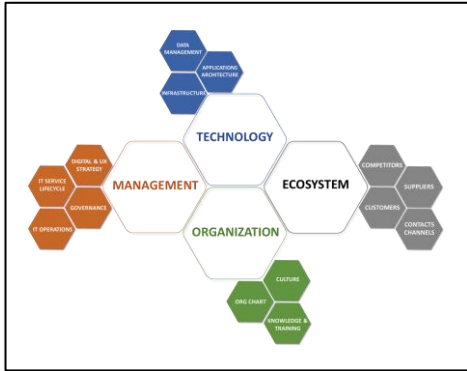 DATA
MANAGEMENT
APPLICATIONS
ARCHITECTURE
INFRASTRUCTURE
TECHNOLOGY
DIGITAL & UX
STRATEGY
IT SERVICE
LIFECYCLE
GOVERNANCE
IT OPERATIONS
MANAGEMENT
ECOSYSTEM
COMPETITORS
SUPPLIERS
CUSTOMERS
CONTACTS
CHANNELS
ORGANIZATION
CULTURE
ORG CHART
KNOWLEDGE &
TRAINING